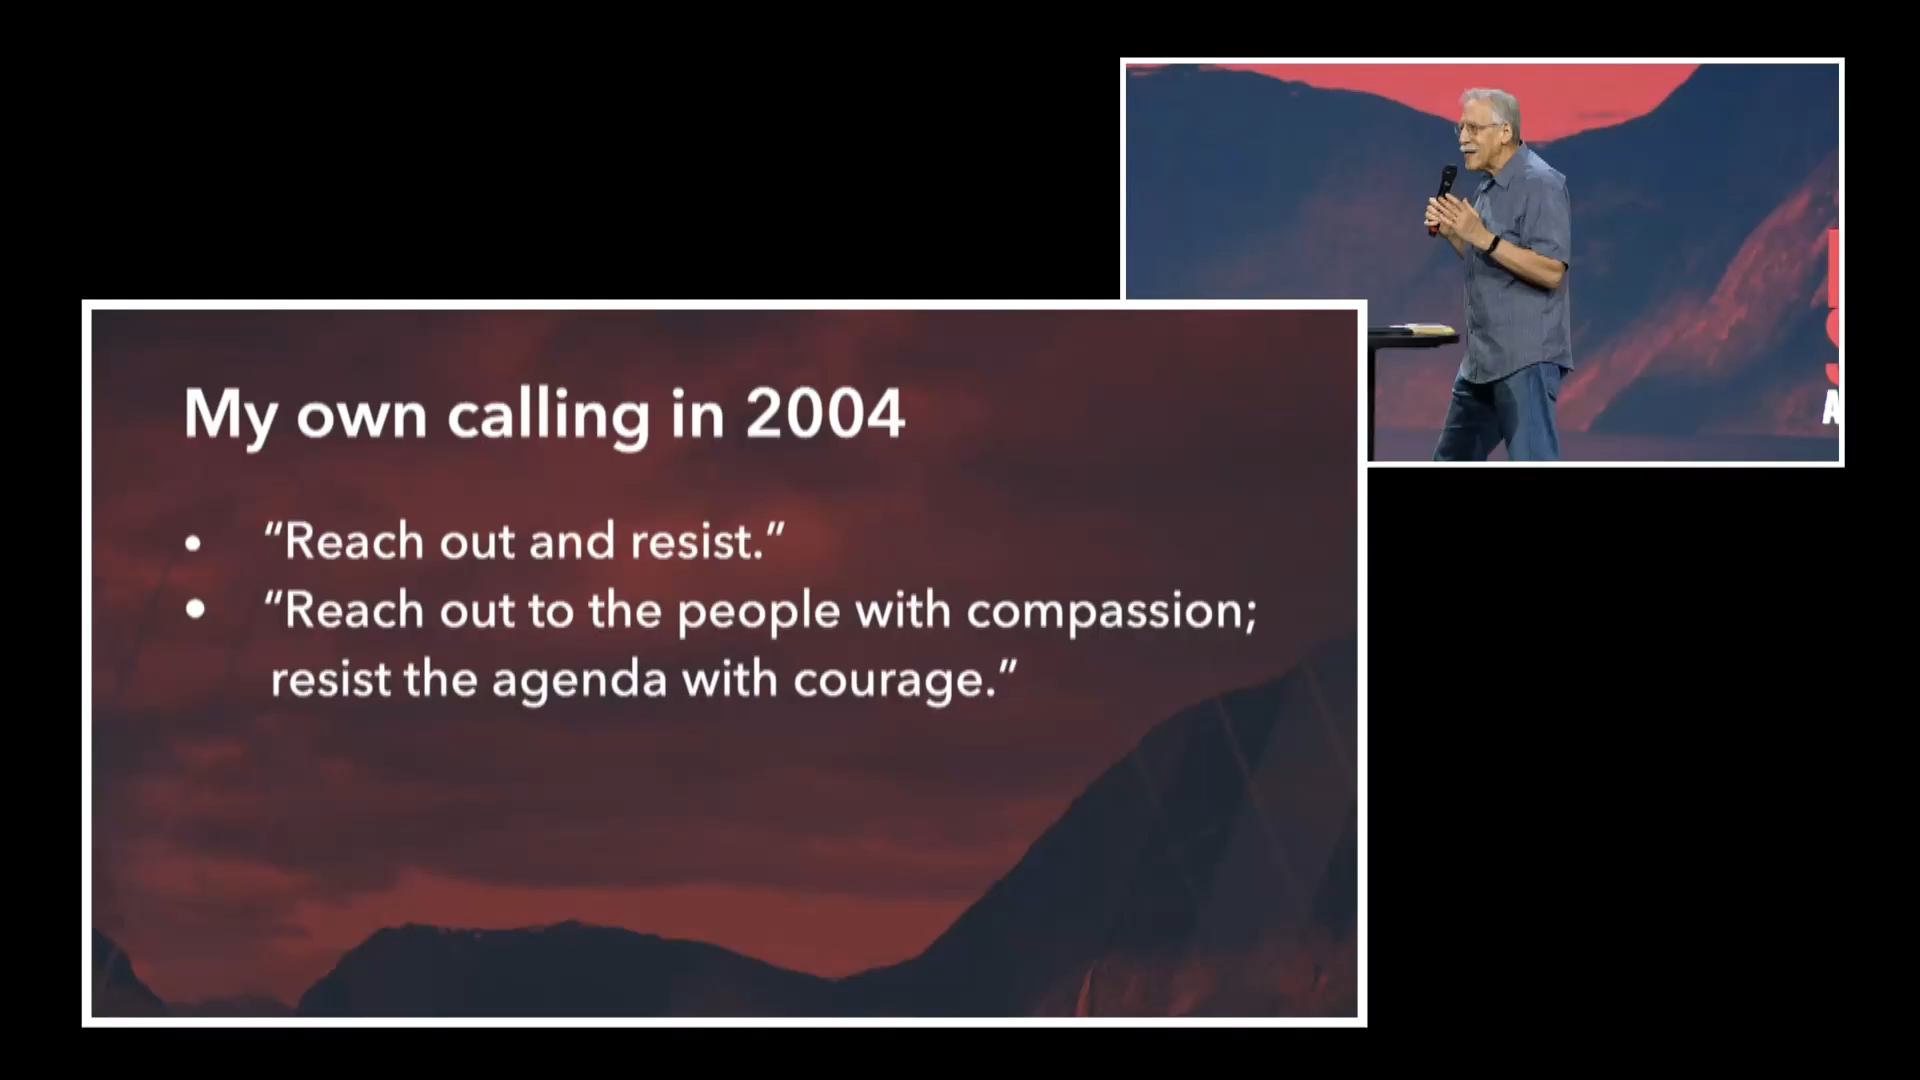 My own calling in 2004
• “Reach out and resist.”
• “Reach out to the people with compassion;
resist the agenda with courage.”